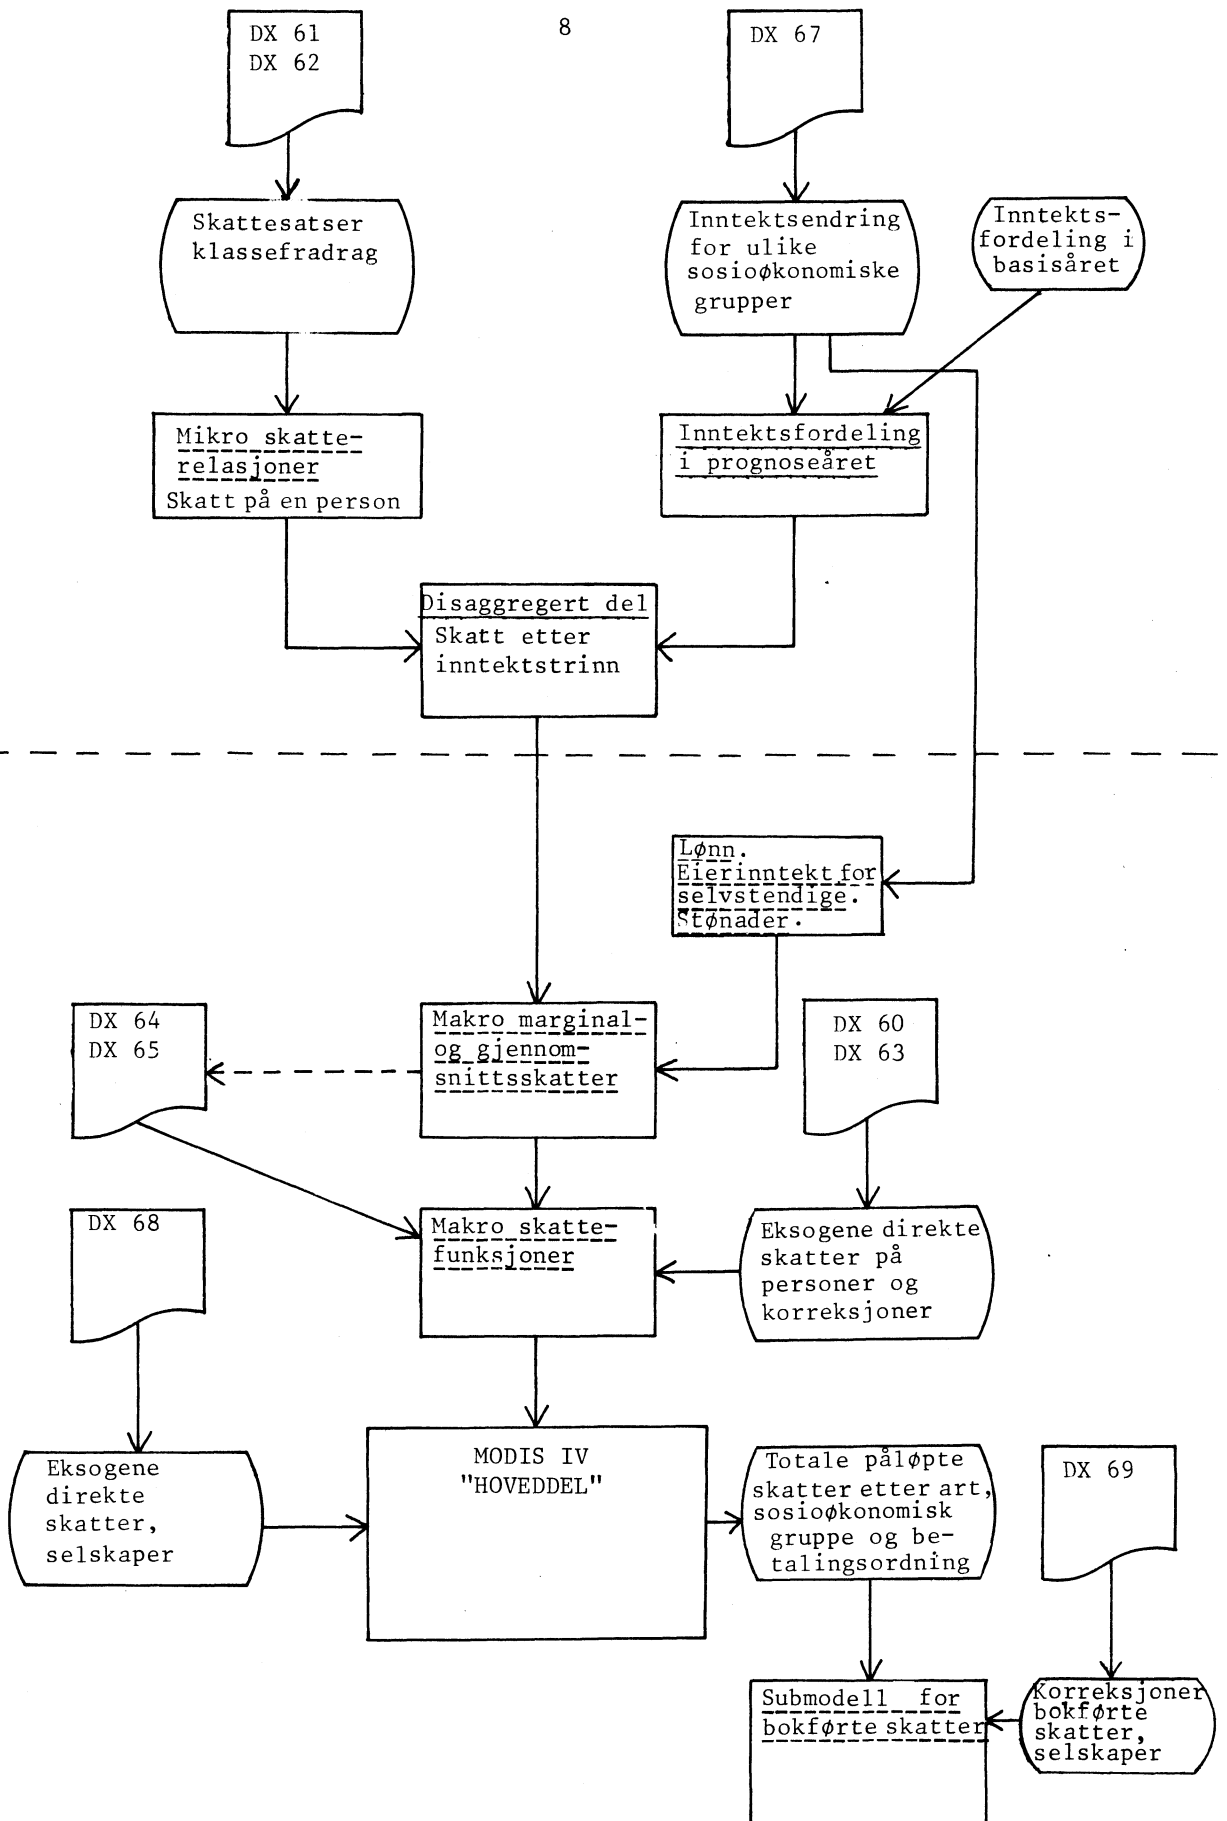 8
DX 61
DX 62
DX 67
Skattesatser
klassefradrag
Inntektsendring
for ulike
sosioøkonomiske
grupper
Inntekts-
fordeling i
basisåret
Mikro skatte-
relasjoner
Skatt på en person
Inntektsfordeling
i prognoseåret
Disaggregert del
Skatt etter
inntektstrinn
Lønn.
Eierinntekt for
selvstendige.
Stønader.
DX 64
DX 65
Makro marginal-
og gjennom-
snittsskatter
DX 60
DX 63
DX 68
Makro skatte-
funksjoner
Eksogene direkte
skatter på
personer og
korreksjoner
Eksogene
direkte
skatter,
selskaper
MODIS IV
"HOVEDDEL"
Totale påløpte
skatter etter art,
sosioøkonomisk
gruppe og be-
talingsordning
DX 69
Submodell for
bokførte skatter
Korreksjoner
bokførte
skatter,
selskaper